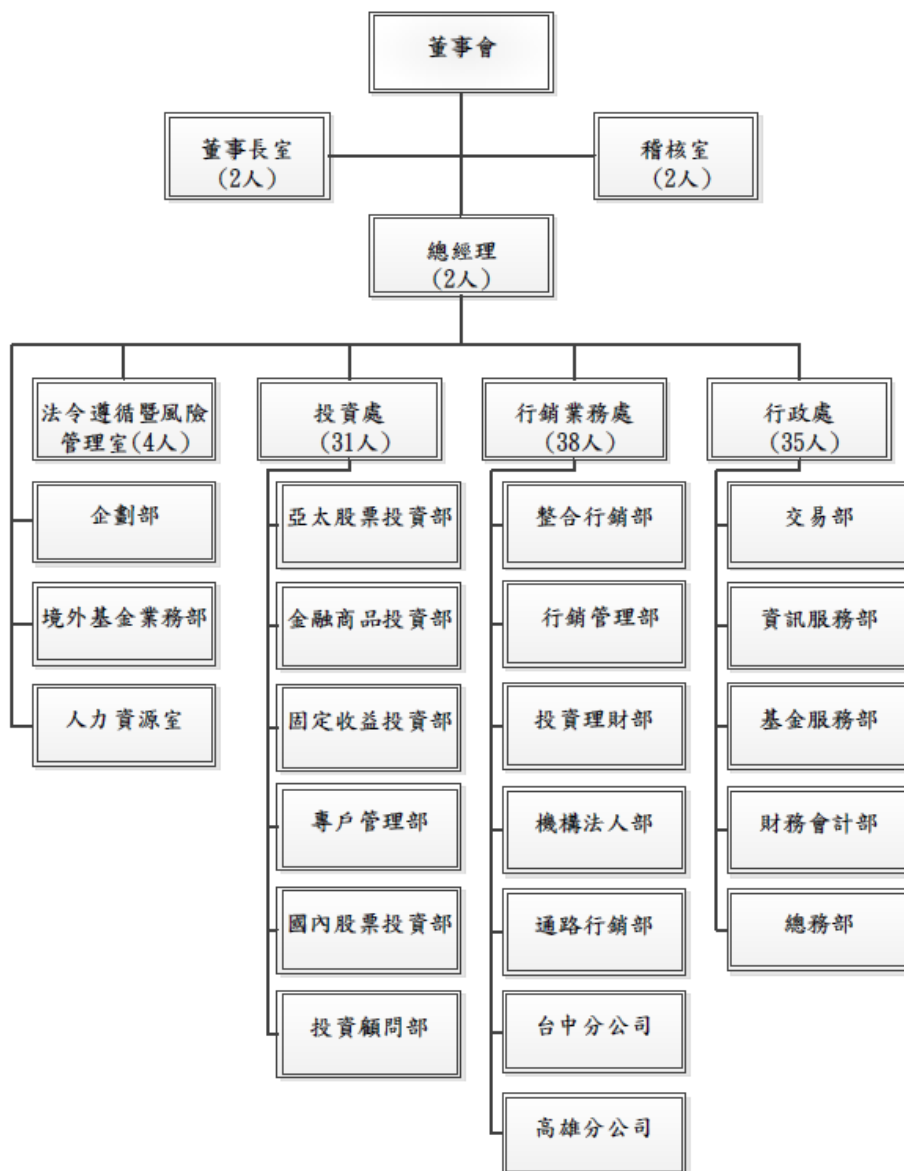 董事會
董事長室
(2人)
稽核室
(2人)
總經理
(2人)
法令遵循暨風險
管理室(4人)
投資處
(31人)
行銷業務處
(38人)
行政處
(35人)
企劃部
亞太股票投資部
整合行銷部
交易部
境外基金業務部
金融商品投資部
行銷管理部
資訊服務部
人力資源室
固定收益投資部
投資理財部
基金服務部
專戶管理部
機構法人部
財務會計部
國內股票投資部
通路行銷部
總務部
投資顧問部
台中分公司
高雄分公司